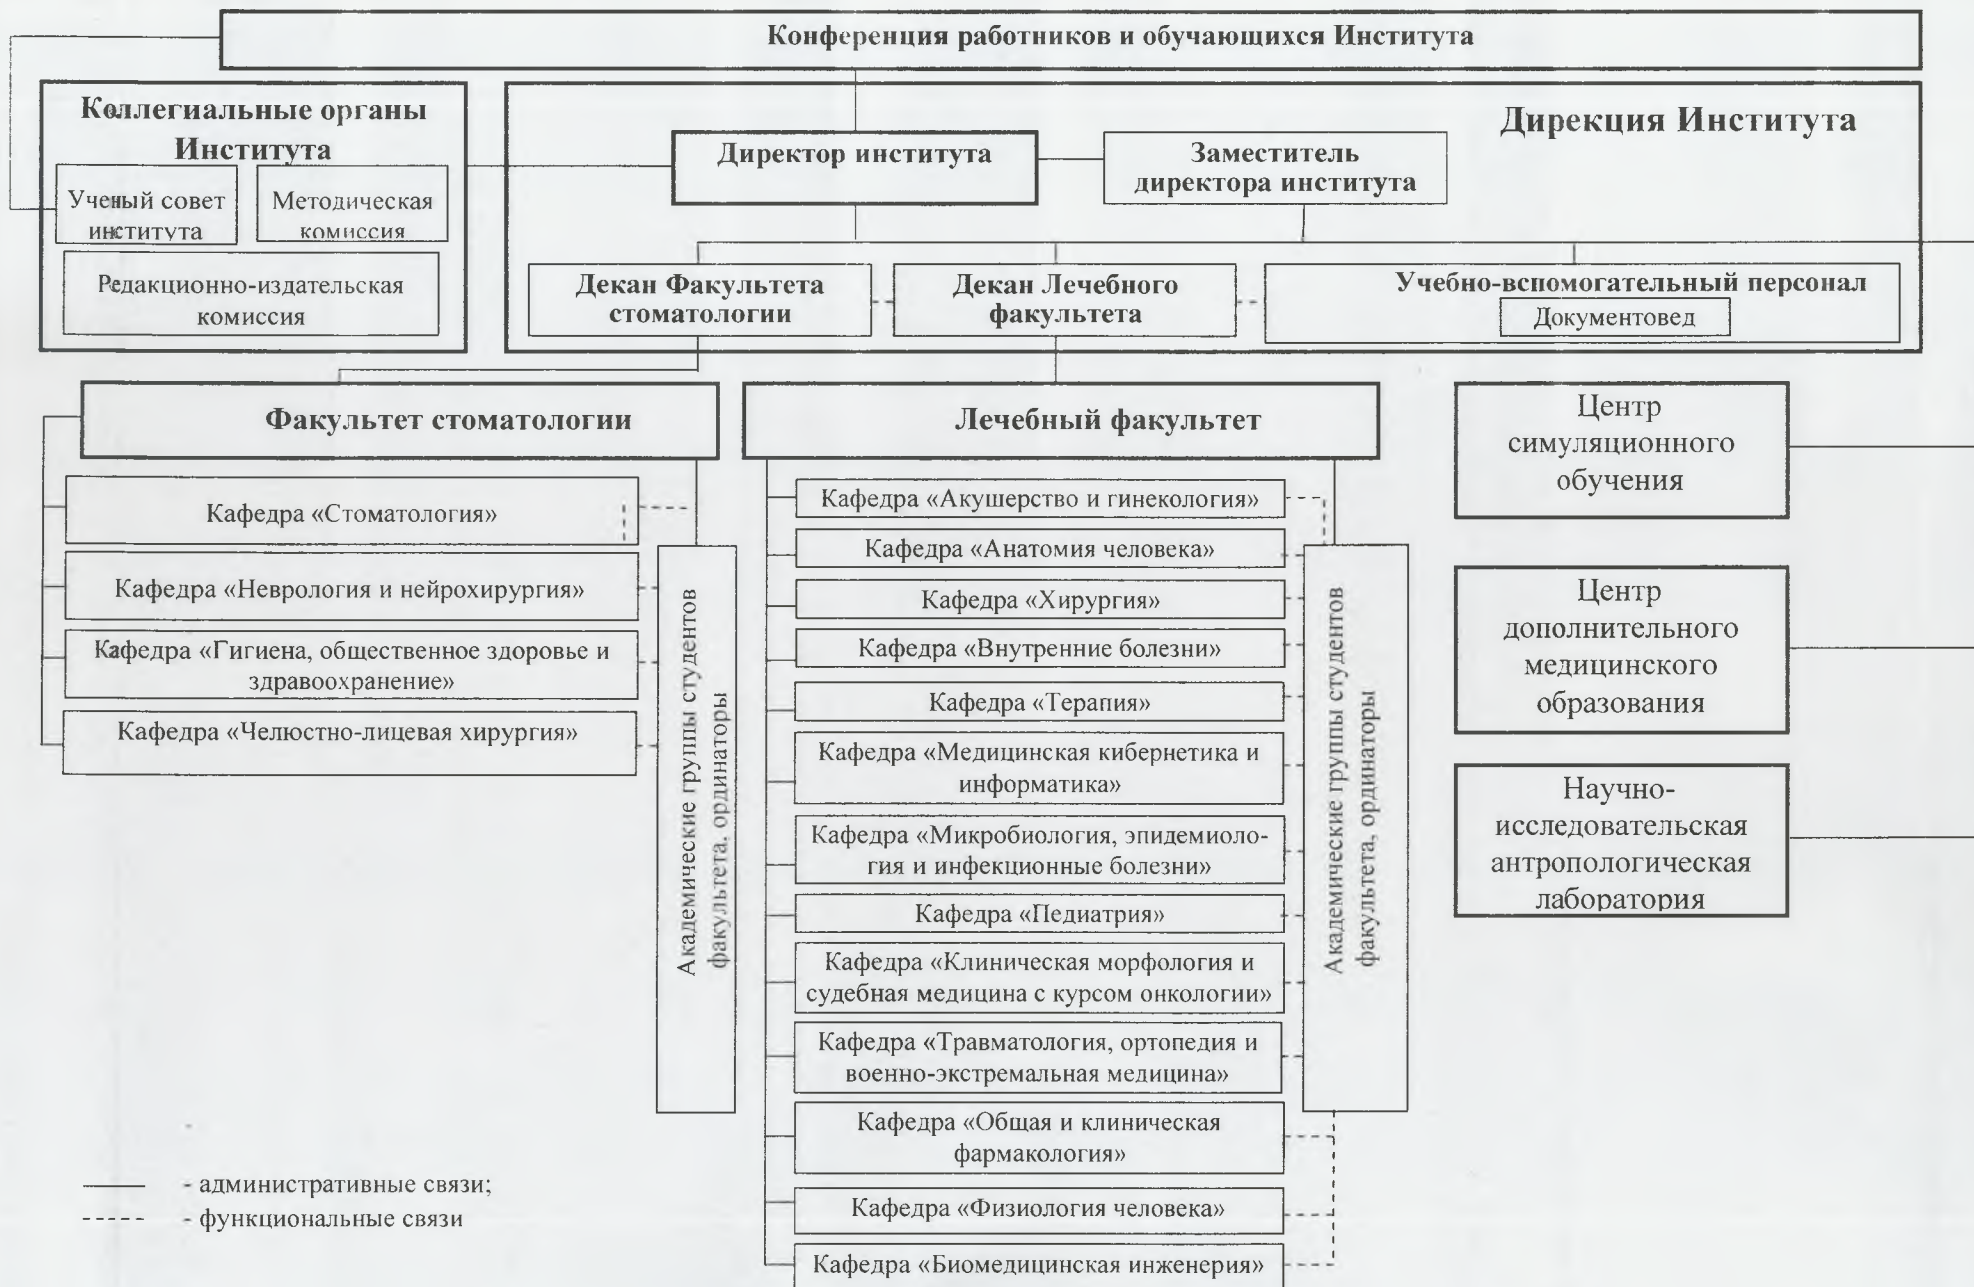 Конференция работников и обучающихся Института
Коллегиальные органы
Института
Ученый совет
института
Методическая
комиссия
Редакционно-издательская
комиссия
Дирекция Института
Директор института
Заместитель
директора института
Декан Факультета
стоматологии
Декан Лечебного
факультета
Учебно-вспомогательный персонал
Документовед
Факультет стоматологии
Кафедра «Стоматология»
Кафедра «Неврология и нейрохирургия»
Кафедра «Гигиена, общественное здоровье и
здравоохранение»
Кафедра «Челюстно-лицевая хирургия»
Академические группы студентов
факультета, ординаторы
Лечебный факультет
Кафедра «Акушерство и гинекология»
Кафедра «Анатомия человека»
Кафедра «Хирургия»
Кафедра «Внутренние болезни»
Кафедра «Терапия»
Кафедра «Медицинская кибернетика и
информатика»
Кафедра «Микробиология, эпидемиоло-
гия и инфекционные болезни»
Кафедра «Педиатрия»
Кафедра «Клиническая морфология и
судебная медицина с курсом онкологии»
Кафедра «Травматология, ортопедия и
военно-экстремальная медицина»
Кафедра «Общая и клиническая
фармакология»
Кафедра «Физиология человека»
Кафедра «Биомедицинская инженерия»
Академические группы студентов
факультета, ординаторы
Центр
симуляционного
обучения
Центр
дополнительного
медицинского
образования
Научно-
исследовательская
антропологическая
лаборатория
- административные связи;
- функциональные связи